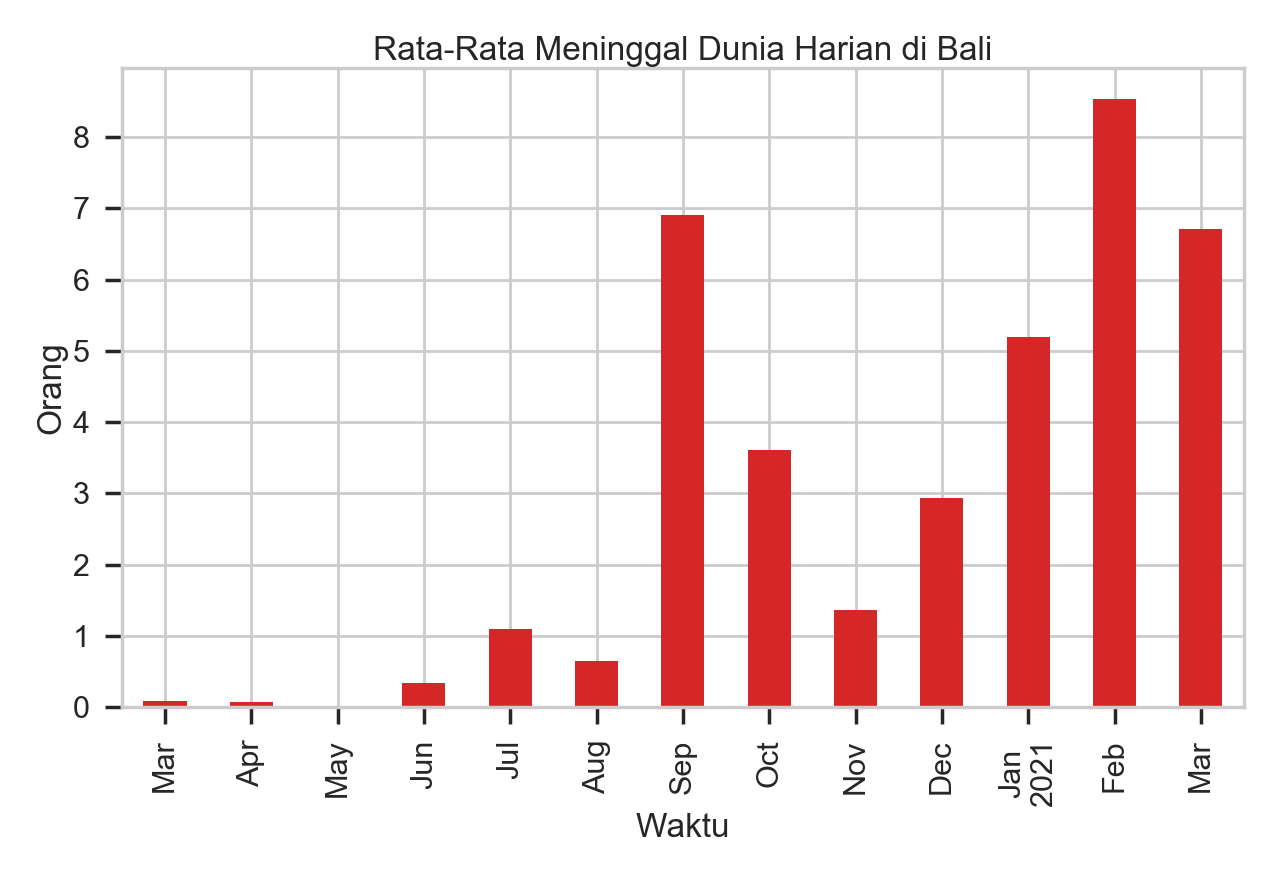 Rata-Rata Meninggal Dunia Harian di Bali
8
7
6
5
4
3
2
1
0
Orang
Mar
Apr
May
Jun
Jul
Aug
Sep
Oct
Nov
Dec
Jan
2021
Feb
Mar
Waktu